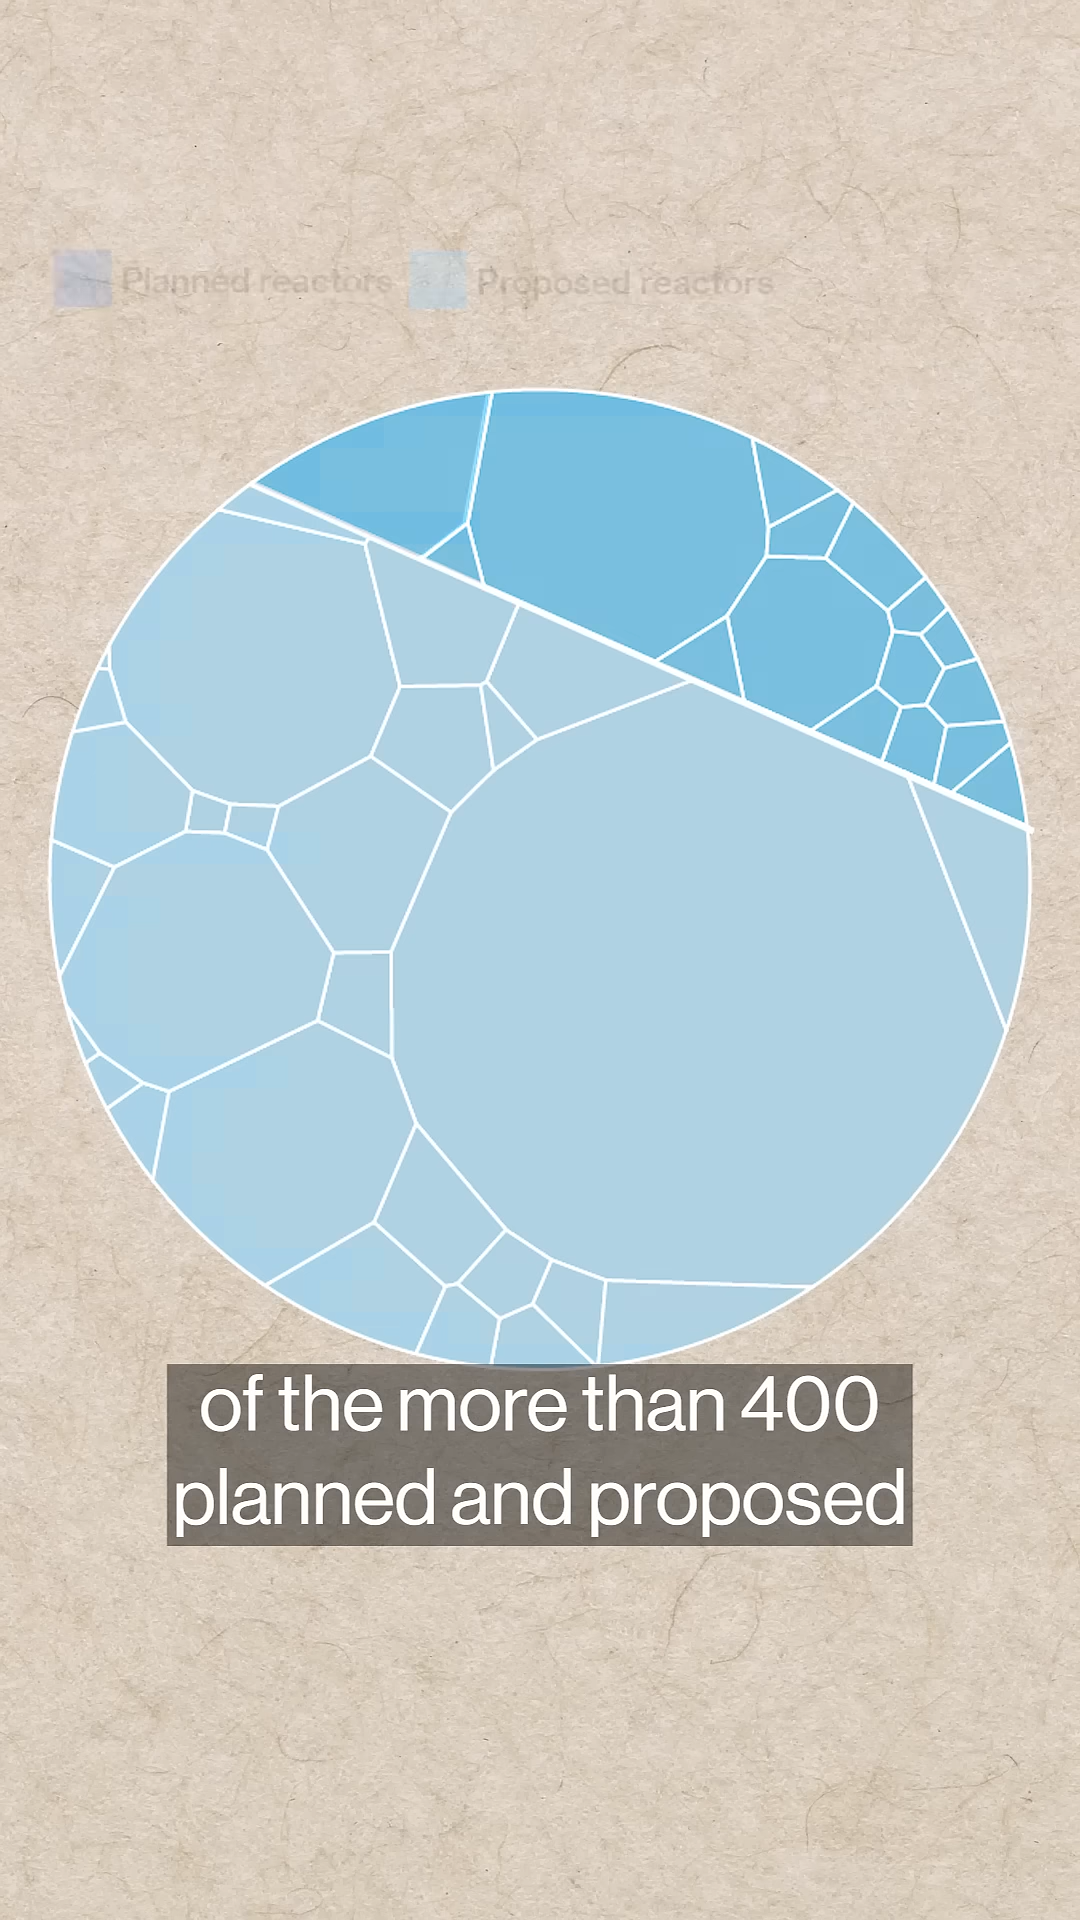 Planned reactors Proposed reactors
of the more than 400
planned and proposed